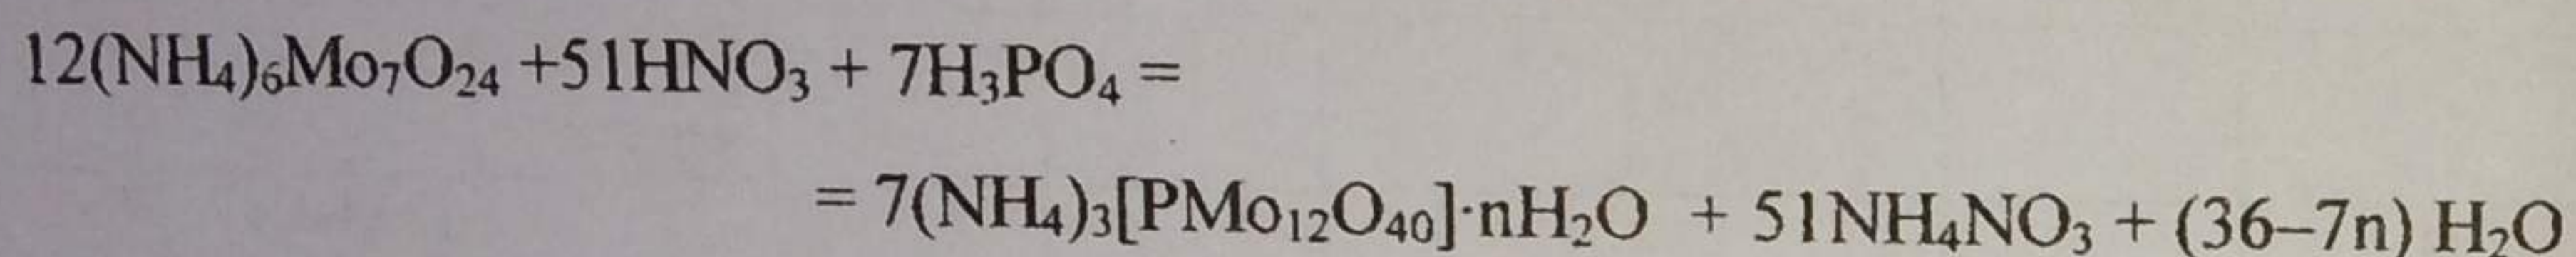 12(NH₄)₆Mo₇O₂₄ +51HNO₃ + 7H₃PO₄ =
= 7(NH₄)₃[PMo₁₂O₄₀]·nH₂O + 51NH₄NO₃ + (36–7n) H₂O